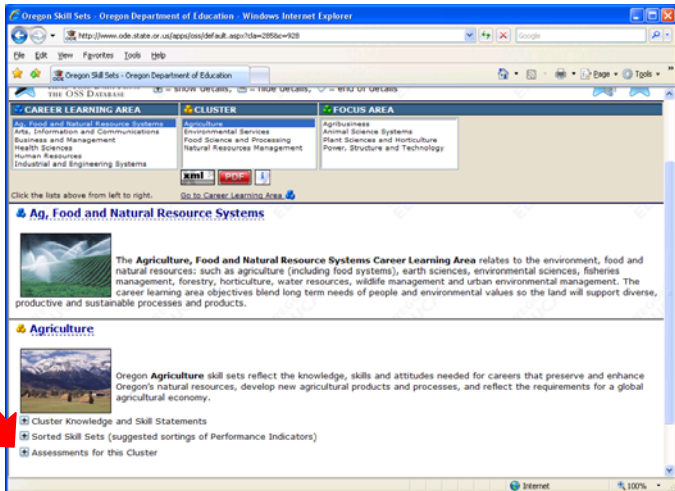 Oregon Skill Sets - Oregon Department of Education - Windows Internet Explorer
http://www.ode.state.or.us/apps/oss/default.aspx?cla=285&c=928
Google
File Edit View Favorites Tools Help
Oregon Skill Sets - Oregon Department of Education
Page Tools
THE OSS DATABASE = show details, = hide details, = end of details
CAREER LEARNING AREA CLUSTER FOCUS AREA
Ag, Food and Natural Resource Systems Agriculture Agribusiness
Arts, Information and Communications Environmental Services Animal Science Systems
Business and Management Food Science and Processing Plant Sciences and Horticulture
Health Sciences Natural Resources Management Power, Structure and Technology
Human Resources
Industrial and Engineering Systems
xml PDF i
Click the lists above from left to right. Go to Career Learning Area
Ag, Food and Natural Resource Systems
The Agriculture, Food and Natural Resource Systems Career Learning Area relates to the environment, food and
natural resources: such as agriculture (including food systems), earth sciences, environmental sciences, fisheries
management, forestry, horticulture, water resources, wildlife management and urban environmental management. The
career learning area objectives blend long term needs of people and environmental values so the land will support diverse,
productive and sustainable processes and products.
Agriculture
Oregon Agriculture skill sets reflect the knowledge, skills and attitudes needed for careers that preserve and enhance
Oregon's natural resources, develop new agricultural products and processes, and reflect the requirements for a global
agricultural economy.
Cluster Knowledge and Skill Statements
Sorted Skill Sets (suggested sortings of Performance Indicators)
Assessments for this Cluster
Internet 100%